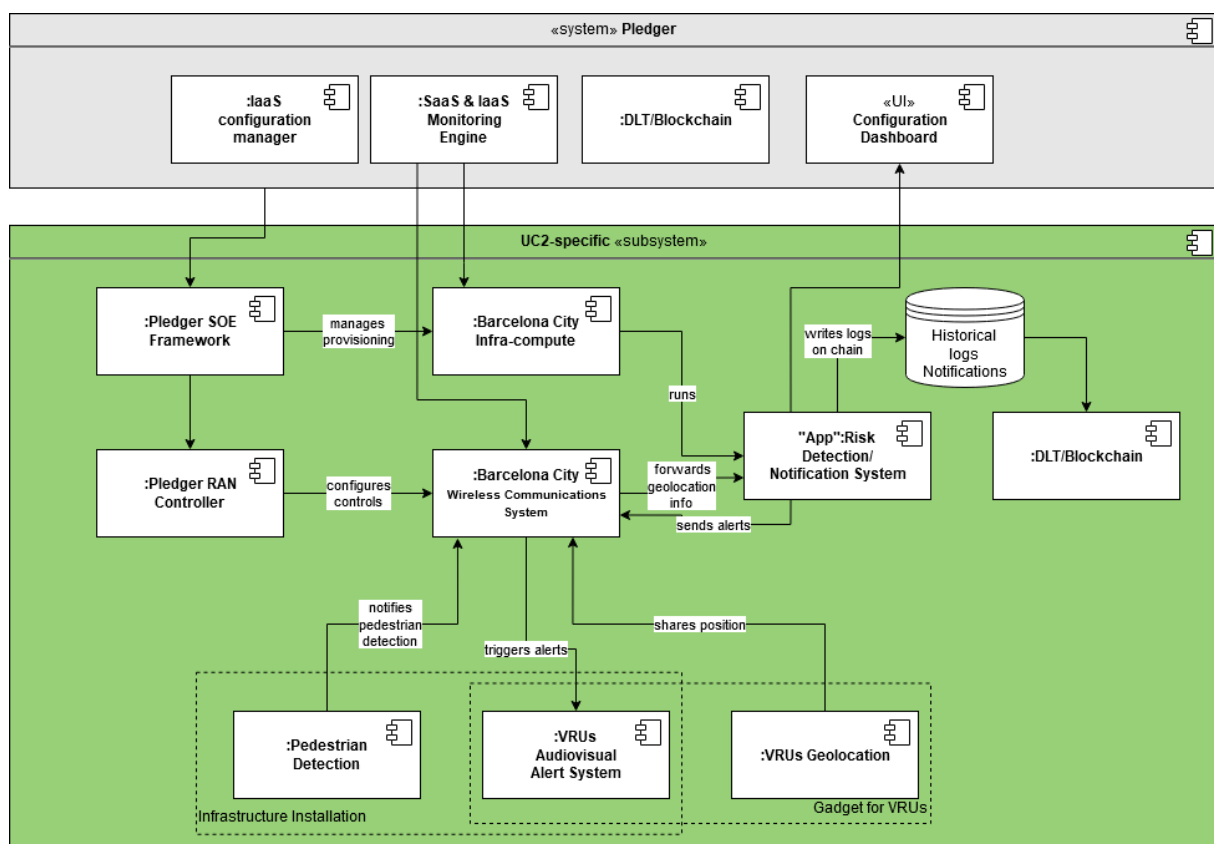 «system» Pledger
:IaaS
configuration
manager
:SaaS & IaaS
Monitoring
Engine
:DLT/Blockchain
«UI»
Configuration
Dashboard
UC2-specific «subsystem»
:Pledger SOE
Framework
manages
provisioning
:Barcelona City
Infra-compute
writes logs
on chain
Historical
logs
Notifications
runs
"App":Risk
Detection/
Notification System
:DLT/Blockchain
:Pledger RAN
Controller
configures
controls
:Barcelona City
Wireless Communications
System
forwards
geolocation
info
sends alerts
notifies
pedestrian
detection
triggers alerts
shares position
:Pedestrian
Detection
:VRUs
Audiovisual
Alert System
:VRUs Geolocation
Infrastructure Installation
Gadget for VRUs